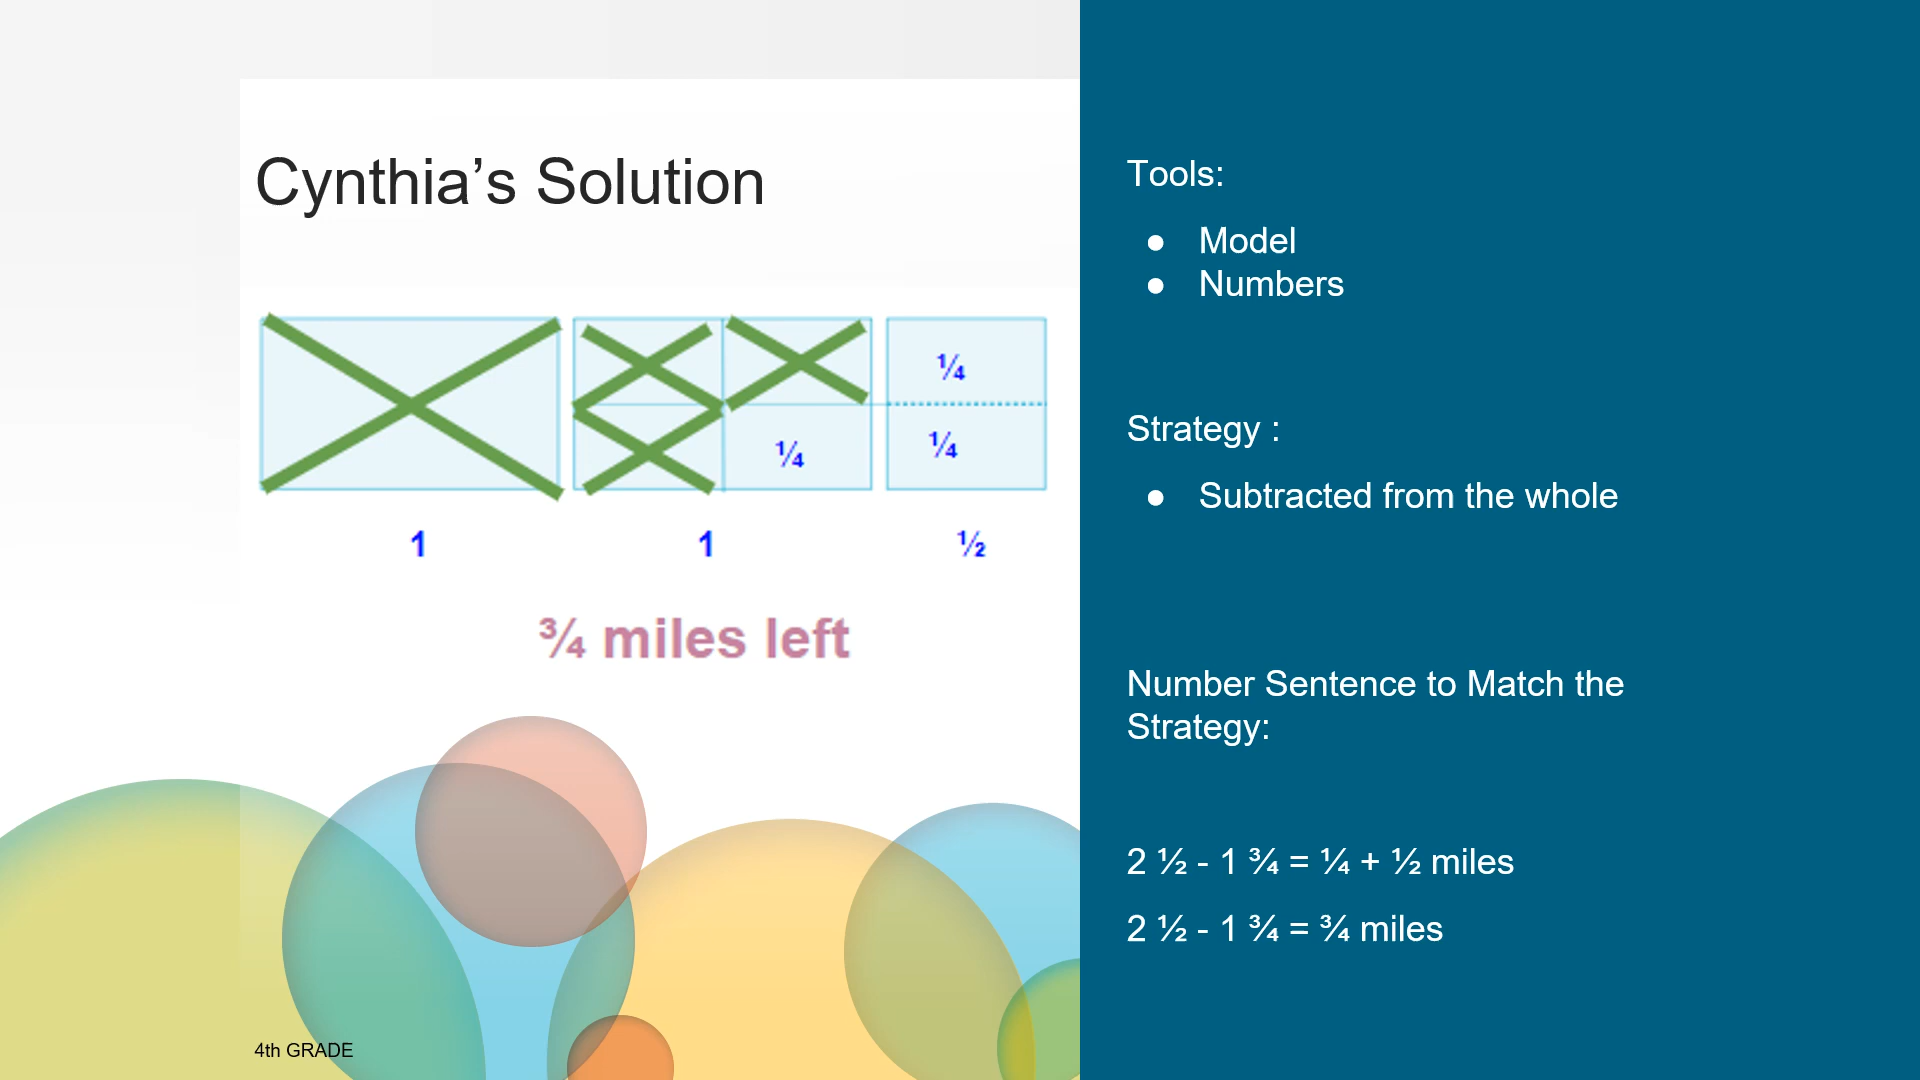 Cynthia’s Solution
¼
¼
¼
1
1
½
¾ miles left
4th GRADE
Tools:
● Model
● Numbers
Strategy :
● Subtracted from the whole
Number Sentence to Match the
Strategy:
2 ½ - 1 ¾ = ¼ + ½ miles
2 ½ - 1 ¾ = ¾ miles